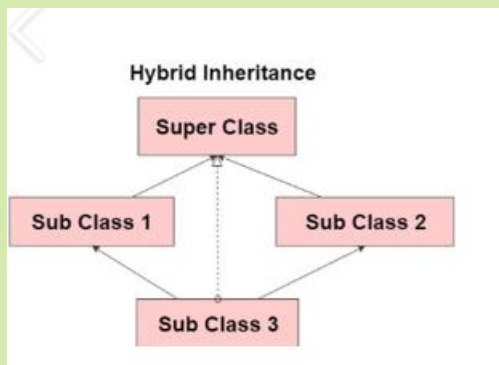 Hybrid Inheritance
Super Class
Sub Class 1
Sub Class 2
Sub Class 3